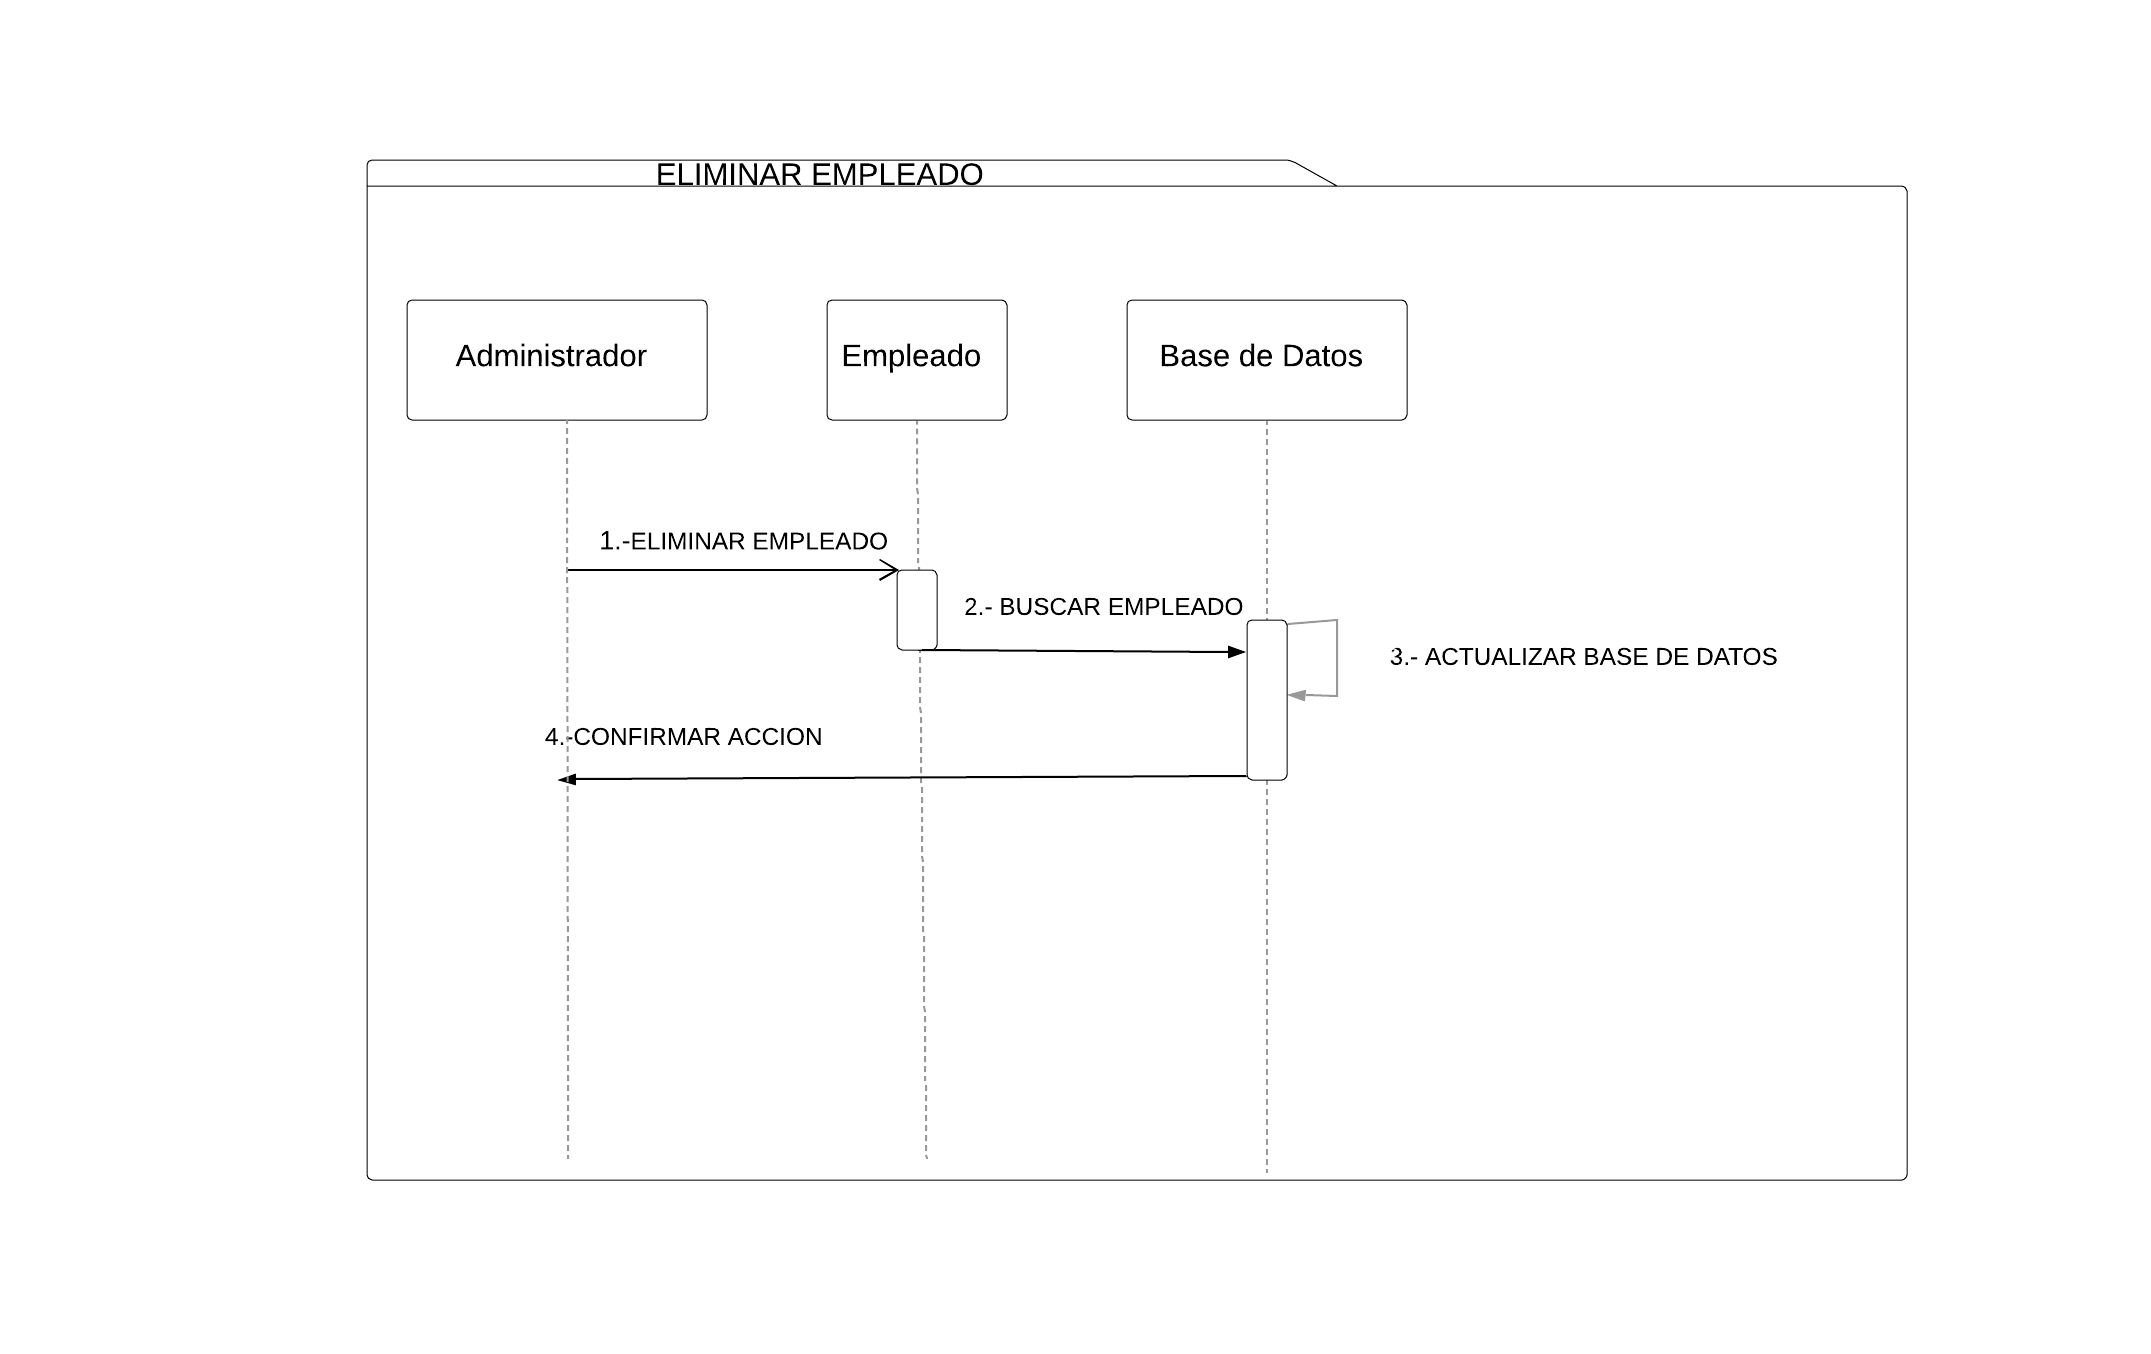 ELIMINAR EMPLEADO
Administrador
Empleado
Base de Datos
1.-ELIMINAR EMPLEADO
2.- BUSCAR EMPLEADO
3.- ACTUALIZAR BASE DE DATOS
4.-CONFIRMAR ACCION